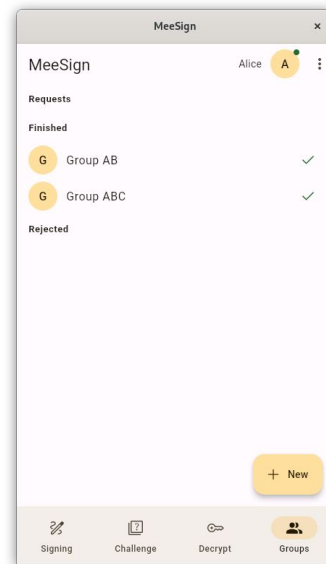 MeeSign
×
MeeSign
Alice A
Requests
Finished
G Group AB
G Group ABC
Rejected
+ New
?
Signing Challenge Decrypt Groups